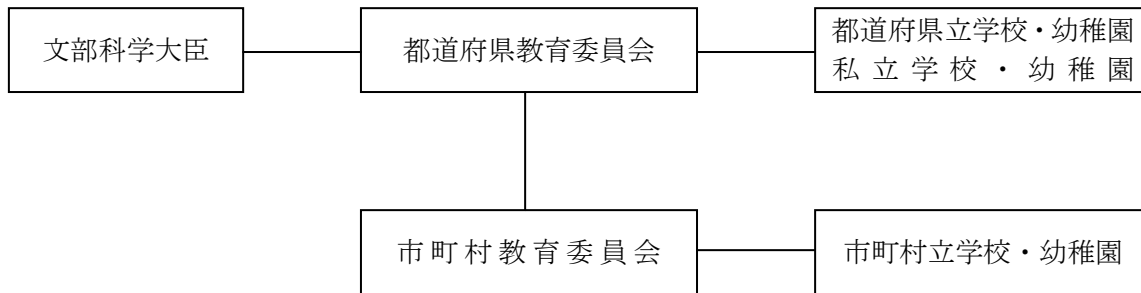 文部科学大臣
都道府県教育委員会
都道府県立学校・幼稚園
私立学校・幼稚園
市町村教育委員会
市町村立学校・幼稚園